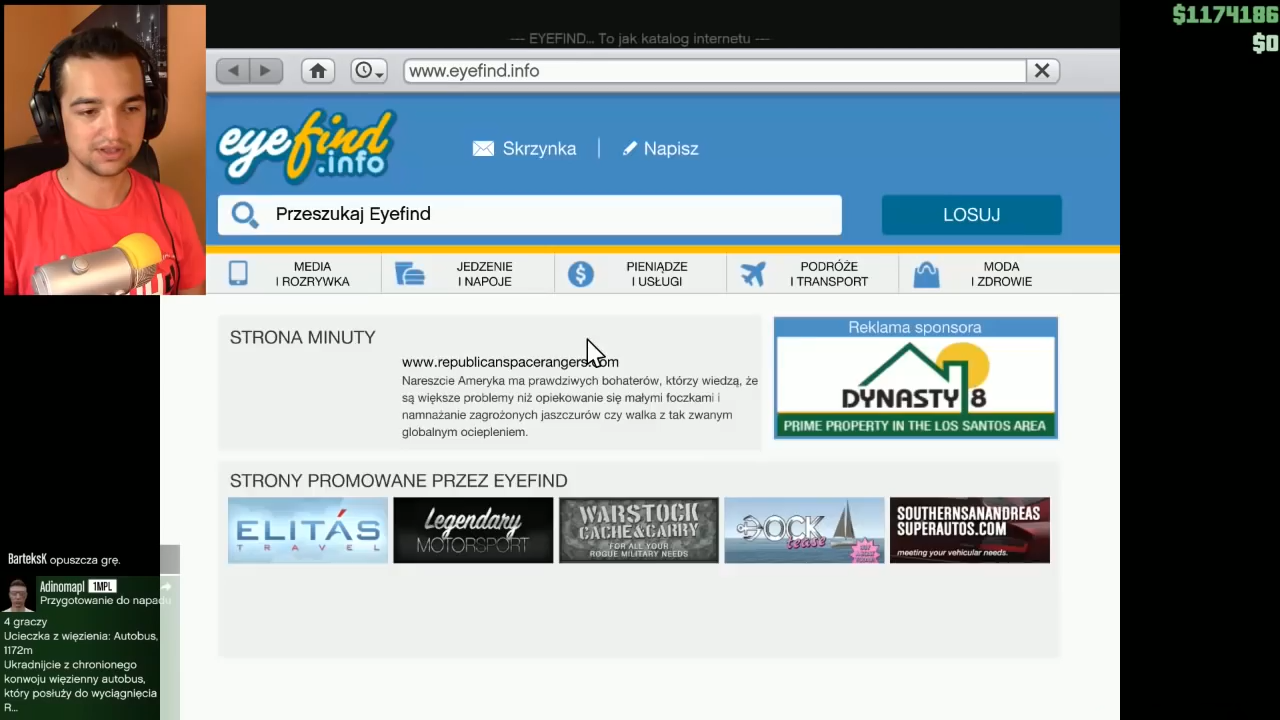 $1174186
$0
--- EYEFIND... To jak katalog internetu ---
www.eyefind.info
eyefind.info
Skrzynka
Napisz
Przeszukaj Eyefind
LOSUJ
MEDIA
I ROZRYWKA
JEDZENIE
I NAPOJE
PIENIĄDZE
I USŁUGI
PODRÓŻE
I TRANSPORT
MODA
I ZDROWIE
STRONA MINUTY
www.republicanspacerangers.com
Nareszcie Ameryka ma prawdziwych bohaterów, którzy wiedzą, że
są większe problemy niż opiekowanie się małymi foczkami i
namnażanie zagrożonych jaszczurów czy walka z tak zwanym
globalnym ociepleniem.
Reklama sponsora
DYNASTY 8
PRIME PROPERTY IN THE LOS SANTOS AREA
STRONY PROMOWANE PRZEZ EYEFIND
ELITÁS
TRAVEL
Legendary
MOTORSPORT
WARSTOCK
CACHE & CARRY
FOR ALL YOUR
ROGUE MILITARY NEEDS
DOCK
tease
SOUTHERNSANANDREAS
SUPERAUTOS.COM
meeting your vehicular needs.
BarteksK opuszcza grę.
Adinomapl 1MPL
Przygotowanie do napadu
4 graczy
Ucieczka z więzienia: Autobus,
1172m
Ukradnijcie z chronionego
konwoju więzienny autobus,
który posłuży do wyciągnięcia
R...